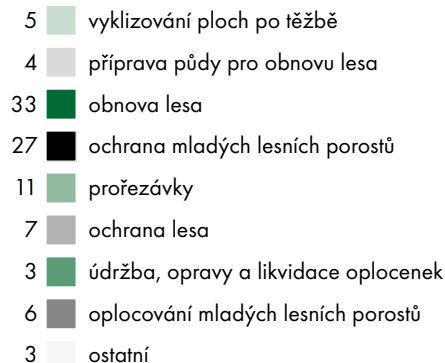 5 vyklizování ploch po těžbě
4 příprava půdy pro obnovu lesa
33 obnova lesa
27 ochrana mladých lesních porostů
11 prořezávky
7 ochrana lesa
3 údržba, opravy a likvidace oplocenek
6 oplocování mladých lesních porostů
3 ostatní